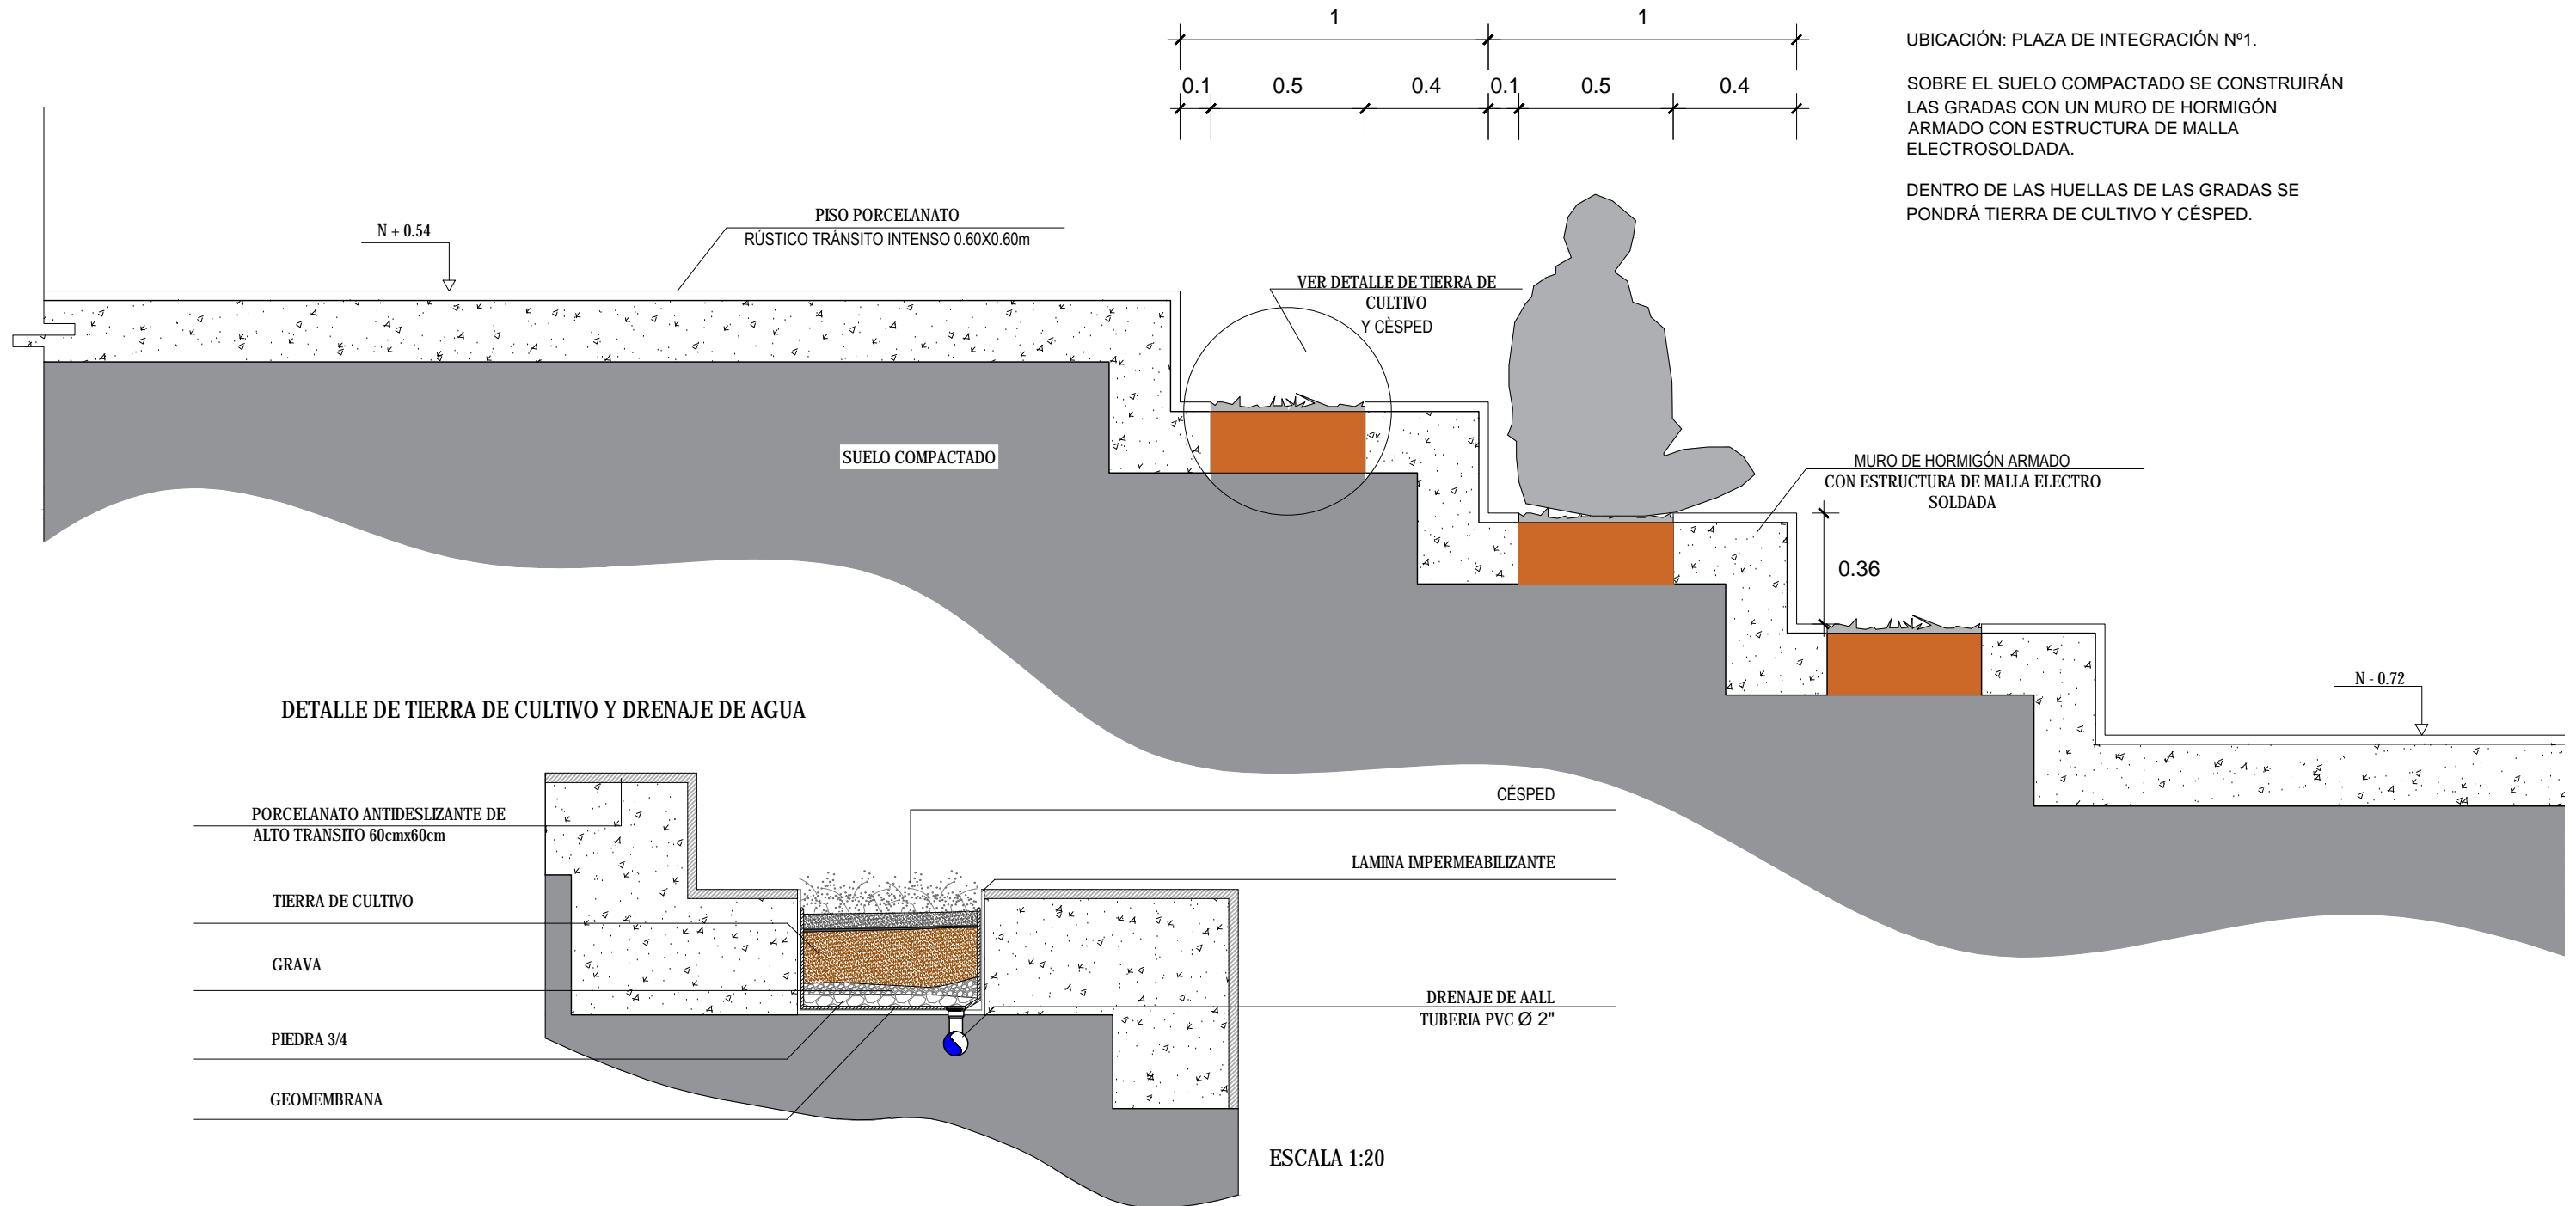 1 1
0.1 0.5 0.4 0.1 0.5 0.4
UBICACIÓN: PLAZA DE INTEGRACIÓN Nº1.
SOBRE EL SUELO COMPACTADO SE CONSTRUIRÁN
LAS GRADAS CON UN MURO DE HORMIGÓN
ARMADO CON ESTRUCTURA DE MALLA
ELECTROSOLDADA.
DENTRO DE LAS HUELLAS DE LAS GRADAS SE
PONDRÁ TIERRA DE CULTIVO Y CÉSPED.
N + 0.54
PISO PORCELANATO
RÚSTICO TRÁNSITO INTENSO 0.60X0.60m
VER DETALLE DE TIERRA DE
CULTIVO
Y CÈSPED
SUELO COMPACTADO
MURO DE HORMIGÓN ARMADO
CON ESTRUCTURA DE MALLA ELECTRO
SOLDADA
0.36
N - 0.72
DETALLE DE TIERRA DE CULTIVO Y DRENAJE DE AGUA
PORCELANATO ANTIDESLIZANTE DE
ALTO TRANSITO 60cmx60cm
TIERRA DE CULTIVO
GRAVA
PIEDRA 3/4
GEOMEMBRANA
CÉSPED
LAMINA IMPERMEABILIZANTE
DRENAJE DE AALL
TUBERIA PVC Ø 2"
ESCALA 1:20